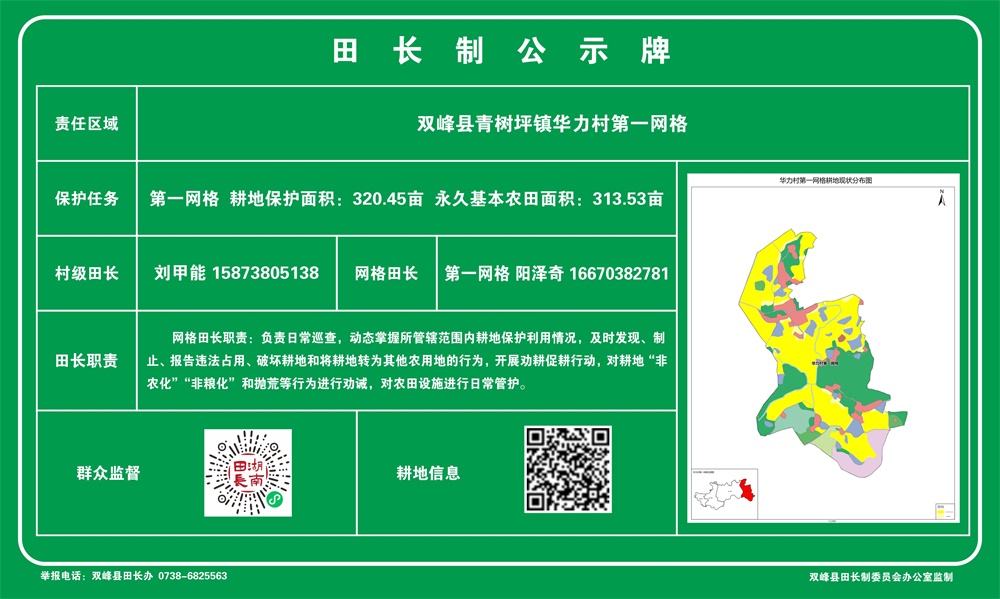 田长制公示牌
责任区域
双峰县青树坪镇华力村第一网格
保护任务
第一网格 耕地保护面积：320.45亩 永久基本农田面积：313.53亩
华力村第一网格耕地现状分布图
N
村级田长
刘甲能 15873805138
网格田长
第一网格 阳泽奇 16670382781
田长职责
网格田长职责：负责日常巡查，动态掌握所管辖范围内耕地保护利用情况，及时发现、制
止、报告违法占用、破坏耕地和将耕地转为其他农用地的行为，开展劝耕促耕行动，对耕地“非
农化”“非粮化”和抛荒等行为进行劝诫，对农田设施进行日常管护。
群众监督
湖南田長
耕地信息
举报电话：双峰县田长办 0738-6825563
双峰县田长制委员会办公室监制